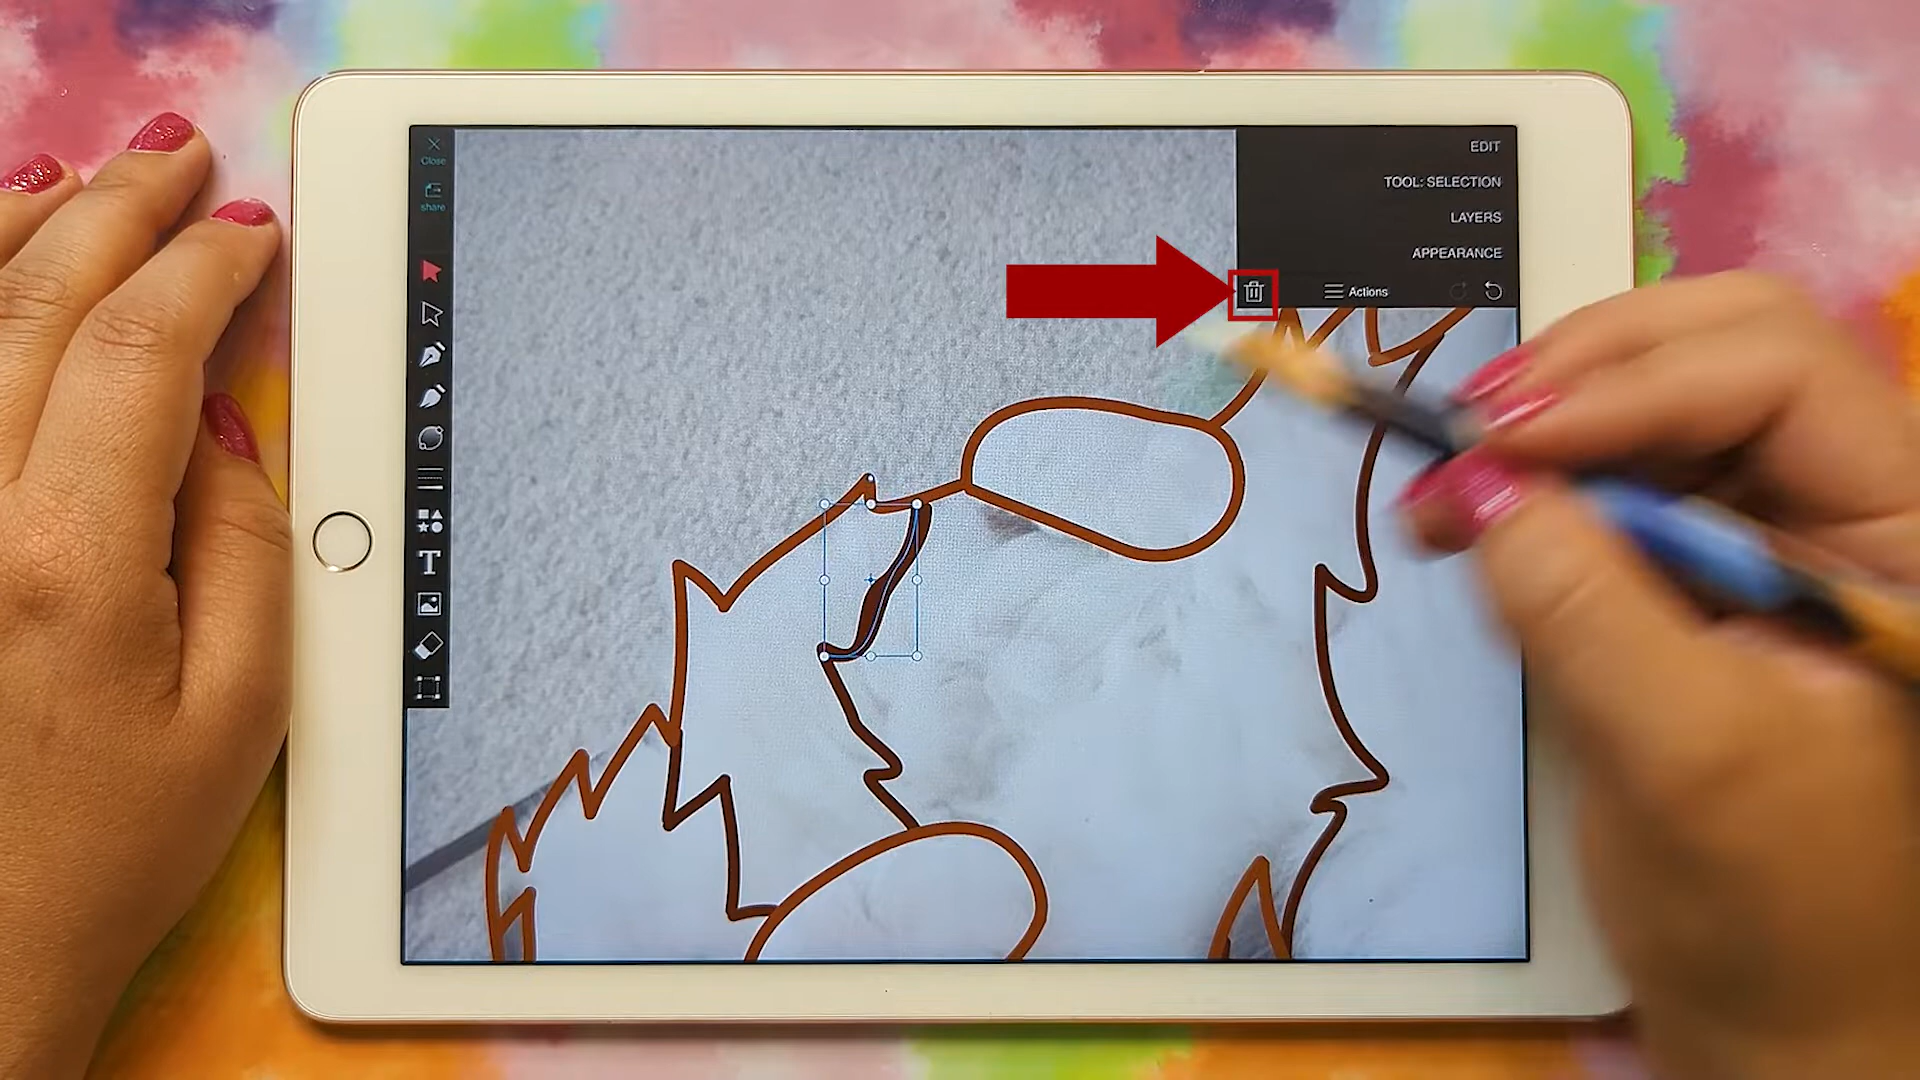 Close
share
T
EDIT
TOOL: SELECTION
LAYERS
APPEARANCE
Actions